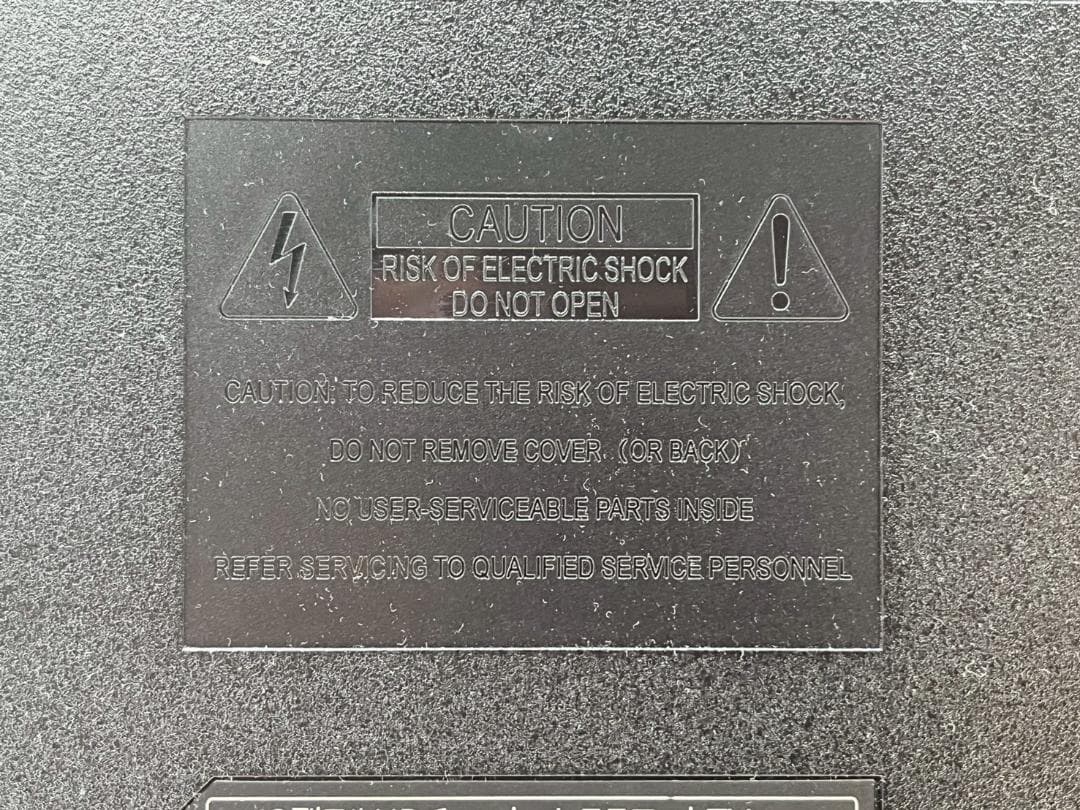 CAUTION
RISK OF ELECTRIC SHOCK
DO NOT OPEN
CAUTION: TO REDUCE THE RISK OF ELECTRIC SHOCK,
DO NOT REMOVE COVER (OR BACK)
NO USER-SERVICEABLE PARTS INSIDE
REFER SERVICING TO QUALIFIED SERVICE PERSONNEL